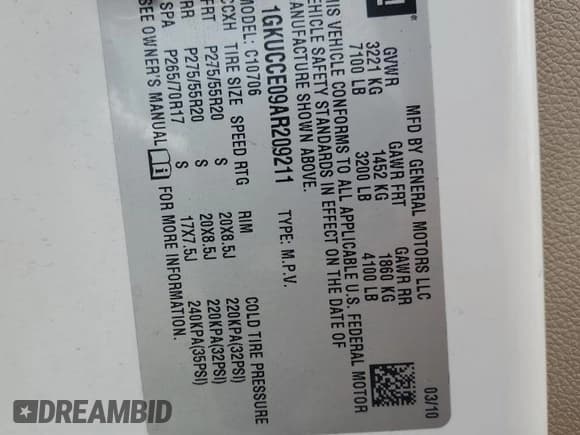 MFD BY GENERAL MOTORS LLC 03/10
GVWR GAWR FRT GAWR RR
3221 KG 1452 KG 1860 KG
7100 LB 3200 LB 4100 LB
VEHICLE CONFORMS TO ALL APPLICABLE U.S. FEDERAL MOTOR
SAFETY STANDARDS IN EFFECT ON THE DATE OF
MANUFACTURE SHOWN ABOVE.
1GKUCCE09AR209211 TYPE: M.P.V.
MODEL: C10706
TIRE SIZE SPEED RTG RIM COLD TIRE PRESSURE
FRT P275/55R20 S 20X8.5J 220KPA(32PSI)
RR P275/55R20 S 20X8.5J 220KPA(32PSI)
SPA P265/70R17 S 17X7.5J 240KPA(35PSI)
SEE OWNER'S MANUAL FOR MORE INFORMATION.
DREAMBID